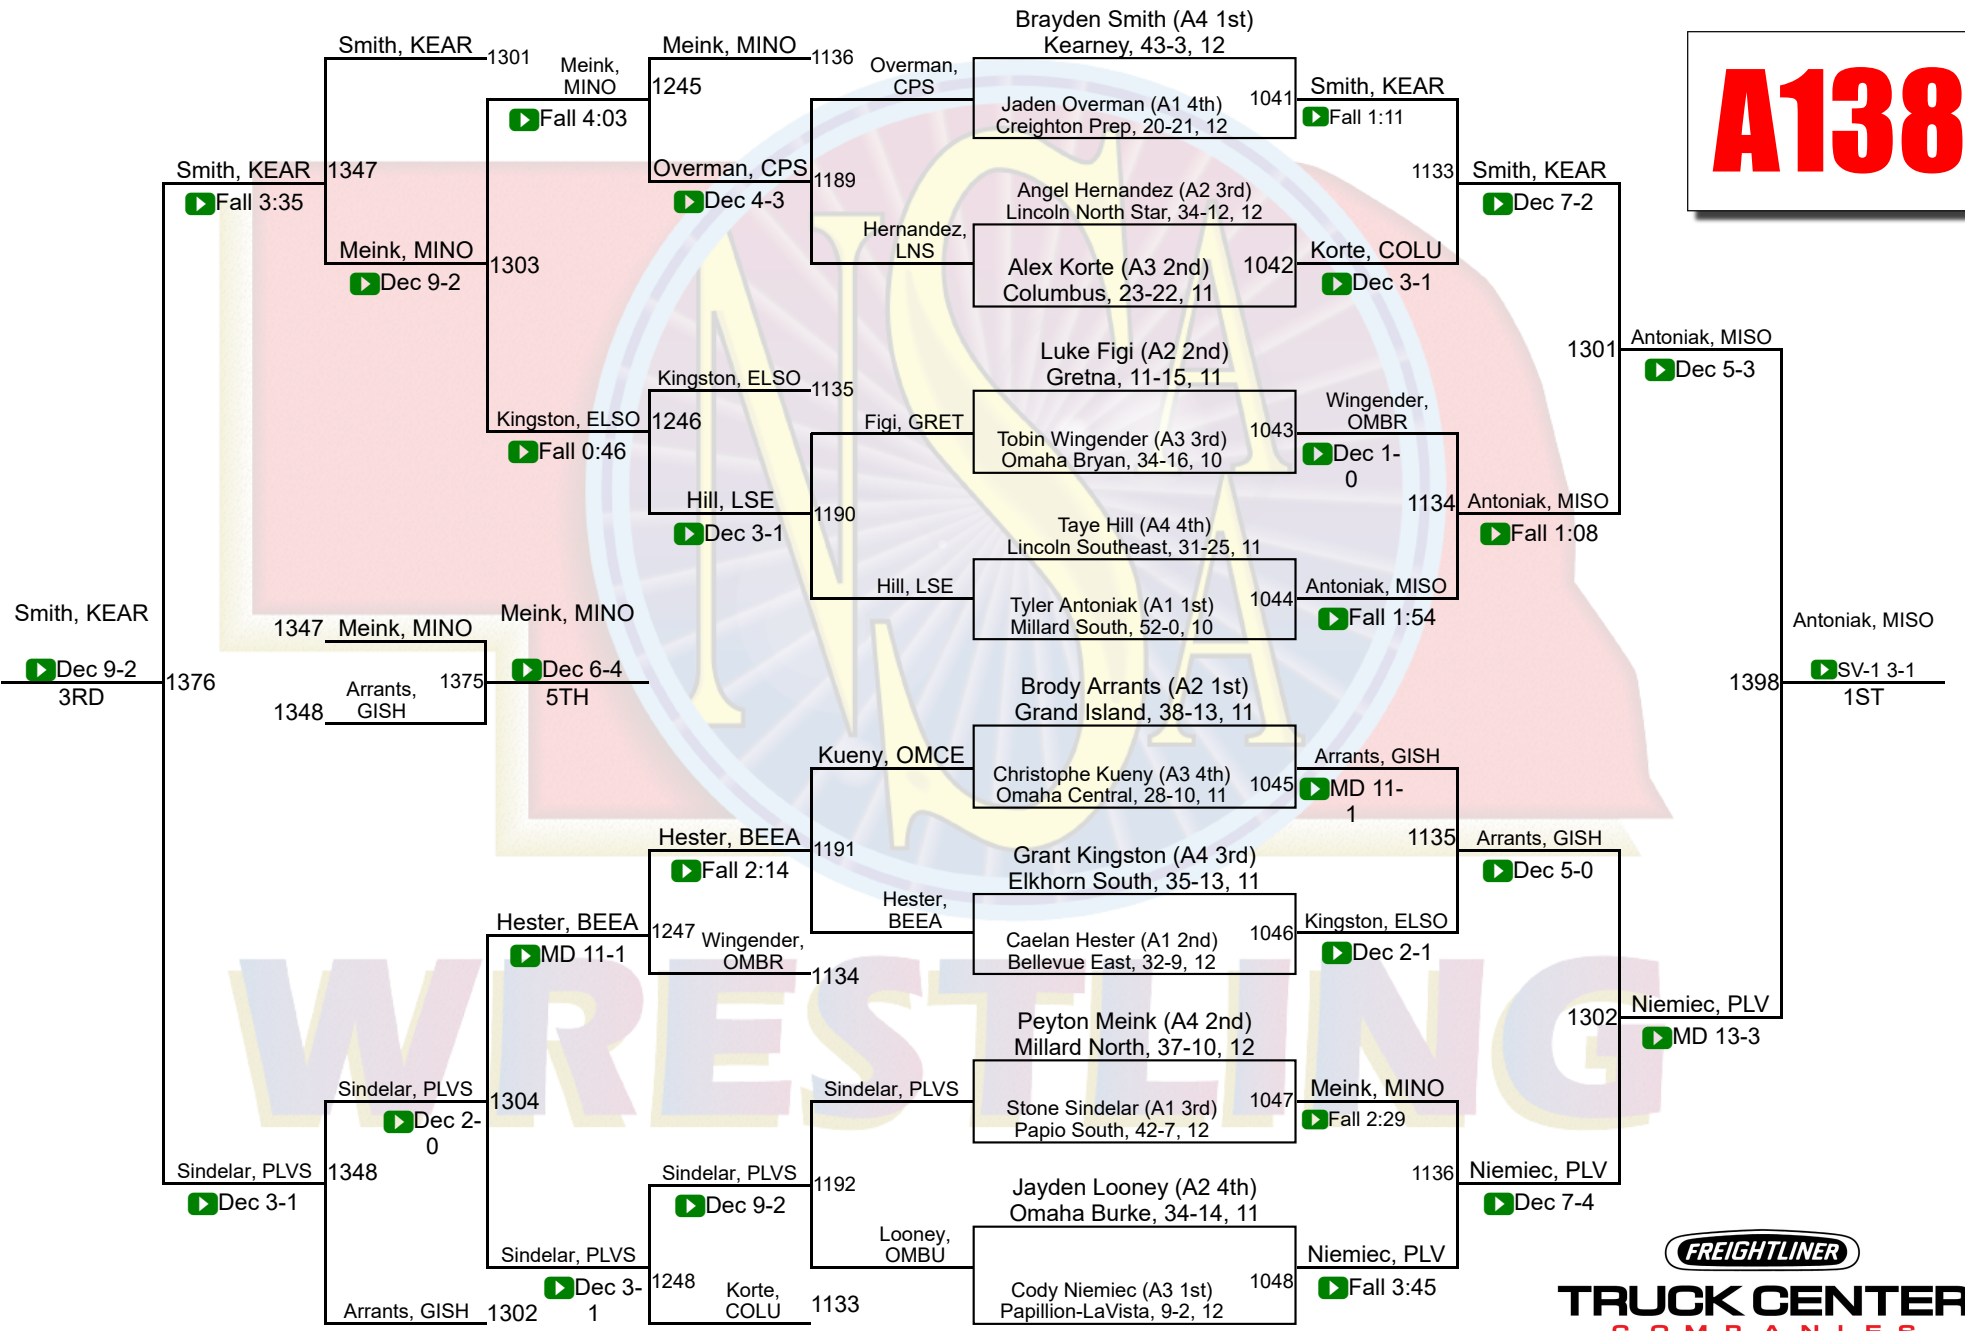 Brayden Smith (A4 1st)
Kearney, 43-3, 12
Smith, KEAR
1301
Meink,
MINO
Meink, MINO
1136
Overman,
CPS
1245
Fall 4:03
Jaden Overman (A1 4th)
Creighton Prep, 20-21, 12
1041
Smith, KEAR
Fall 1:11
A138
Smith, KEAR
1347
Fall 3:35
Overman, CPS
1189
Dec 4-3
Angel Hernandez (A2 3rd)
Lincoln North Star, 34-12, 12
1133
Smith, KEAR
Dec 7-2
Meink, MINO
1303
Dec 9-2
Hernandez,
LNS
Alex Korte (A3 2nd)
Columbus, 23-22, 11
1042
Korte, COLU
Dec 3-1
Luke Figi (A2 2nd)
Gretna, 11-15, 11
1301
Antoniak, MISO
Dec 5-3
Kingston, ELSO
1135
Kingston, ELSO
1246
Fall 0:46
Figi, GRET
Tobin Wingender (A3 3rd)
Omaha Bryan, 34-16, 10
1043
Wingender,
OMBR
Dec 1-
0
Hill, LSE
1190
Dec 3-1
Taye Hill (A4 4th)
Lincoln Southeast, 31-25, 11
1134
Antoniak, MISO
Fall 1:08
Hill, LSE
Tyler Antoniak (A1 1st)
Millard South, 52-0, 10
1044
Antoniak, MISO
Fall 1:54
Smith, KEAR
Dec 9-2
3RD
1376
1347
Meink, MINO
Arrants,
GISH
1348
1375
Meink, MINO
Dec 6-4
5TH
1398
Antoniak, MISO
SV-1 3-1
1ST
Brody Arrants (A2 1st)
Grand Island, 38-13, 11
Kueny, OMCE
Christophe Kueny (A3 4th)
Omaha Central, 28-10, 11
1045
Arrants, GISH
MD 11-
1
Hester, BEEA
1191
Fall 2:14
Grant Kingston (A4 3rd)
Elkhorn South, 35-13, 11
1135
Arrants, GISH
Dec 5-0
Hester, BEEA
1247
MD 11-1
Wingender,
OMBR
1134
Hester,
BEEA
Caelan Hester (A1 2nd)
Bellevue East, 32-9, 12
1046
Kingston, ELSO
Dec 2-1
Peyton Meink (A4 2nd)
Millard North, 37-10, 12
1302
Niemiec, PLV
MD 13-3
Sindelar, PLVS
1304
Dec 2-
0
Sindelar, PLVS
Stone Sindelar (A1 3rd)
Papio South, 42-7, 12
1047
Meink, MINO
Fall 2:29
Sindelar, PLVS
1348
Dec 3-1
Sindelar, PLVS
1192
Dec 9-2
Jayden Looney (A2 4th)
Omaha Burke, 34-14, 11
1136
Niemiec, PLV
Dec 7-4
Sindelar, PLVS
1248
Dec 3-
1
Looney,
OMBU
Cody Niemiec (A3 1st)
Papillion-LaVista, 9-2, 12
1048
Niemiec, PLV
Fall 3:45
Arrants, GISH
1302
Korte,
COLU
1133
NSAA
WRESTLING
FREIGHTLINER
TRUCK CENTER
COMPANIES